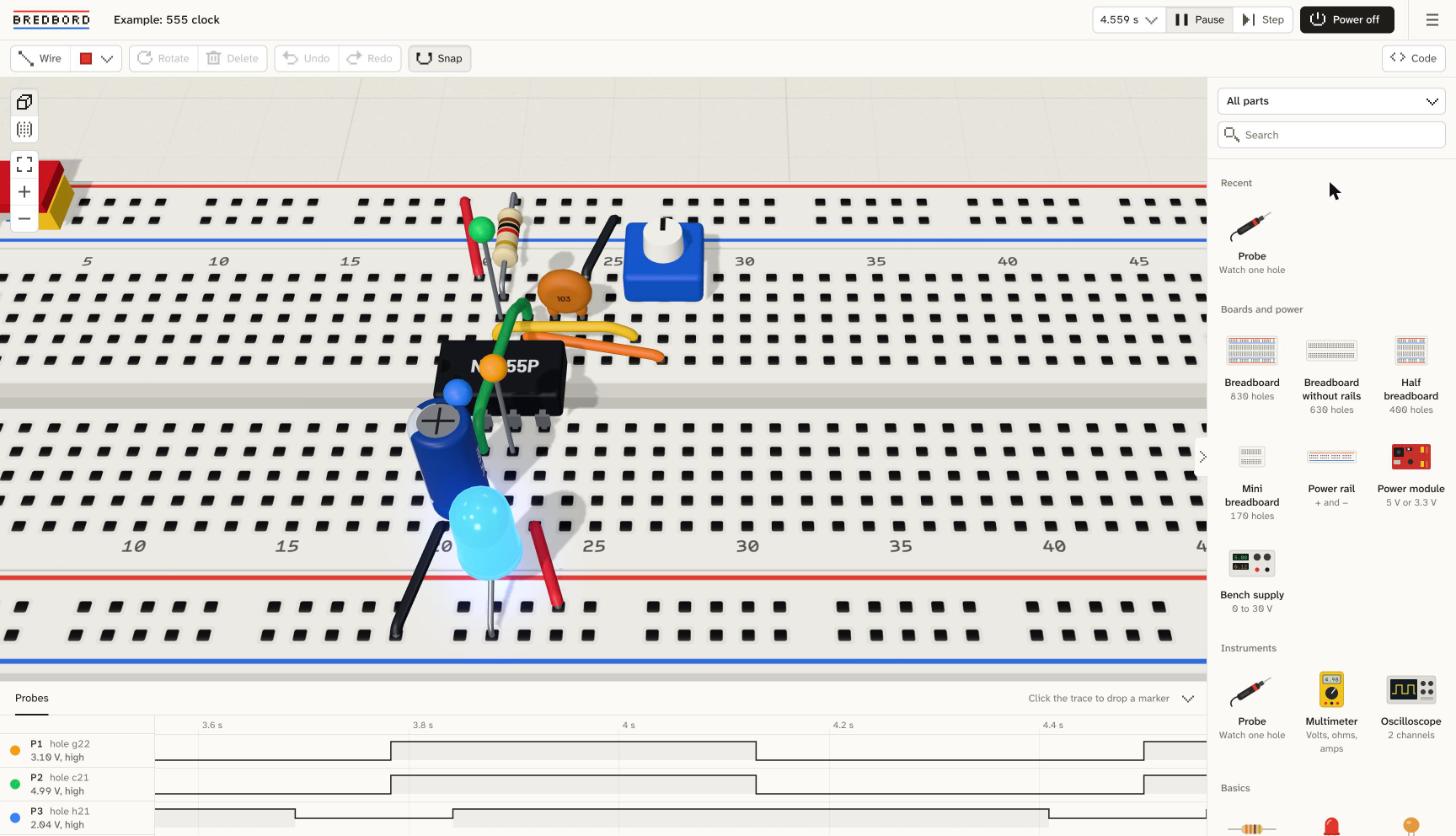 BREDBORD
Example: 555 clock
4.559 s
Pause
Step
Power off
Wire
Rotate
Delete
Undo
Redo
Snap
Code
All parts
Search
Recent
Probe
Watch one hole
Boards and power
Breadboard
830 holes
Breadboard
without rails
630 holes
Half
breadboard
400 holes
Mini
breadboard
170 holes
Power rail
+ and −
Power module
5 V or 3.3 V
Bench supply
0 to 30 V
Instruments
Probe
Watch one hole
Multimeter
Volts, ohms,
amps
Oscilloscope
2 channels
Basics
5 10 15 25 30 35 40 45
103
10 15 25 30 35 40
Probes
Click the trace to drop a marker
3.6 s 3.8 s 4 s 4.2 s 4.4 s
P1 hole g22
3.10 V, high
P2 hole c21
4.99 V, high
P3 hole h21
2.04 V, high